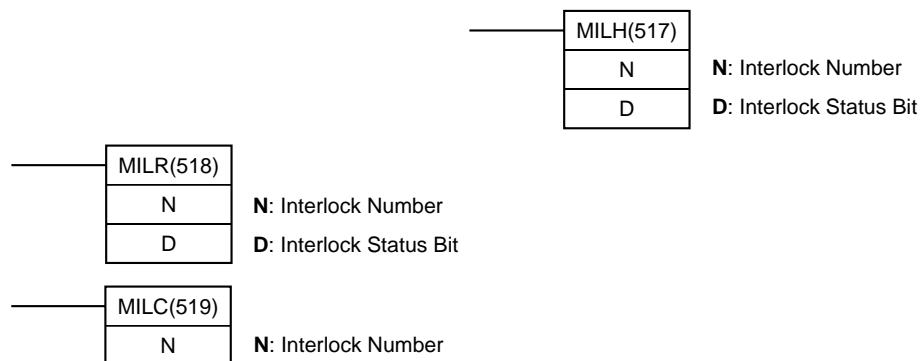 MILH(517)
N N: Interlock Number
D D: Interlock Status Bit
MILR(518)
N N: Interlock Number
D D: Interlock Status Bit
MILC(519)
N N: Interlock Number